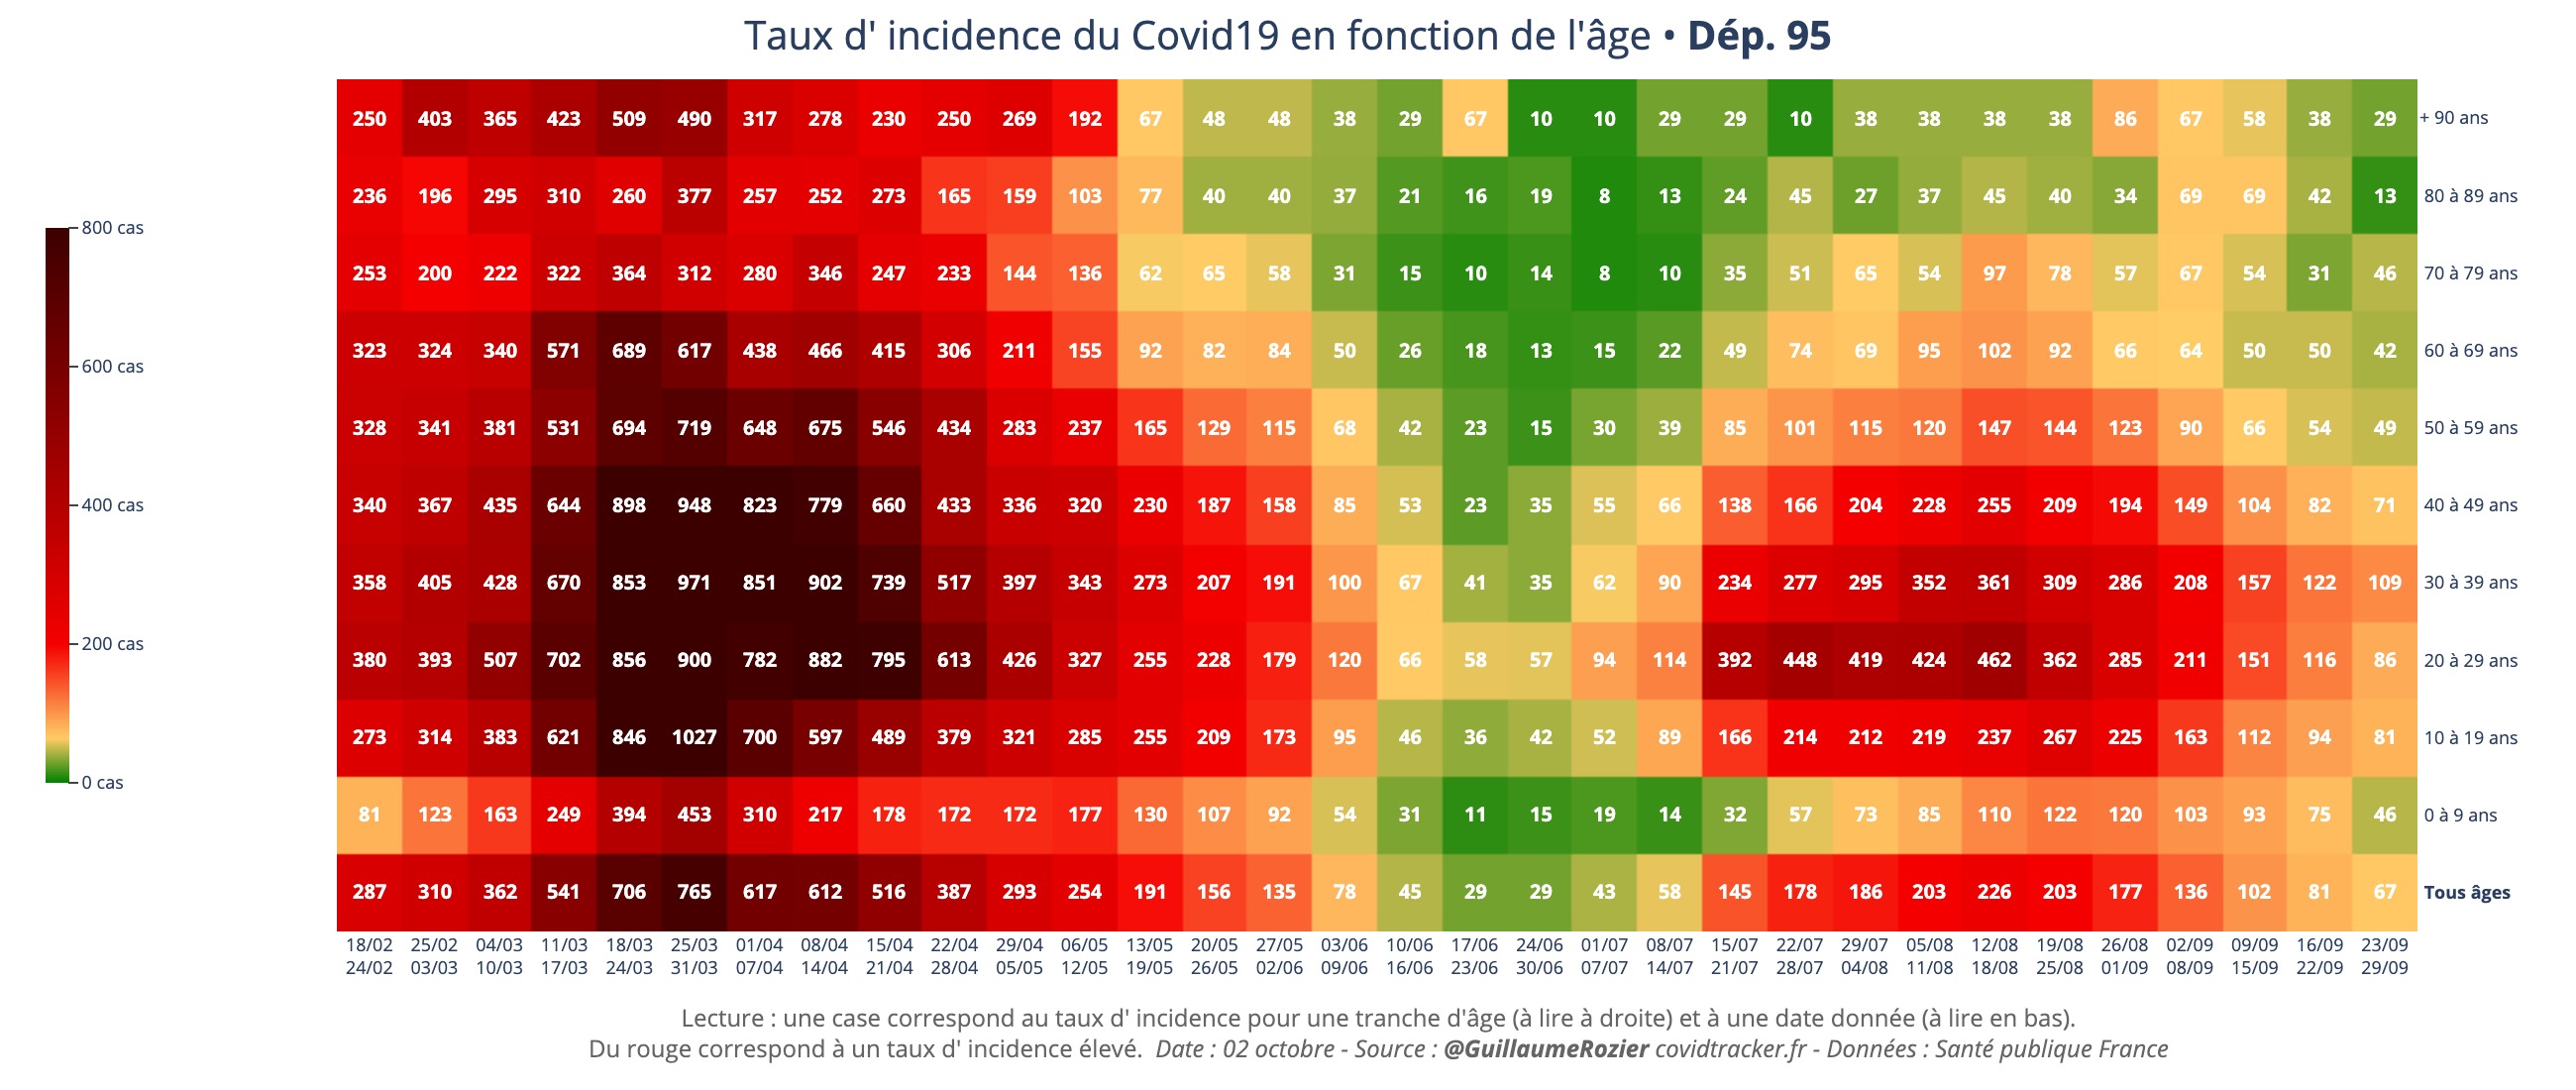 Taux d' incidence du Covid19 en fonction de l'âge • Dép. 95
800 cas
600 cas
400 cas
200 cas
0 cas
250 403 365 423 509 490 317 278 230 250 269 192 67 48 48 38 29 67 10 10 29 29 10 38 38 38 38 86 67 58 38 29 + 90 ans
236 196 295 310 260 377 257 252 273 165 159 103 77 40 40 37 21 16 19 8 13 24 45 27 37 45 40 34 69 69 42 13 80 à 89 ans
253 200 222 322 364 312 280 346 247 233 144 136 62 65 58 31 15 10 14 8 10 35 51 65 54 97 78 57 67 54 31 46 70 à 79 ans
323 324 340 571 689 617 438 466 415 306 211 155 92 82 84 50 26 18 13 15 22 49 74 69 95 102 92 66 64 50 50 42 60 à 69 ans
328 341 381 531 694 719 648 675 546 434 283 237 165 129 115 68 42 23 15 30 39 85 101 115 120 147 144 123 90 66 54 49 50 à 59 ans
340 367 435 644 898 948 823 779 660 433 336 320 230 187 158 85 53 23 35 55 66 138 166 204 228 255 209 194 149 104 82 71 40 à 49 ans
358 405 428 670 853 971 851 902 739 517 397 343 273 207 191 100 67 41 35 62 90 234 277 295 352 361 309 286 208 157 122 109 30 à 39 ans
380 393 507 702 856 900 782 882 795 613 426 327 255 228 179 120 66 58 57 94 114 392 448 419 424 462 362 285 211 151 116 86 20 à 29 ans
273 314 383 621 846 1027 700 597 489 379 321 285 255 209 173 95 46 36 42 52 89 166 214 212 219 237 267 225 163 112 94 81 10 à 19 ans
81 123 163 249 394 453 310 217 178 172 172 177 130 107 92 54 31 11 15 19 14 32 57 73 85 110 122 120 103 93 75 46 0 à 9 ans
287 310 362 541 706 765 617 612 516 387 293 254 191 156 135 78 45 29 29 43 58 145 178 186 203 226 203 177 136 102 81 67 Tous âges
18/02 25/02 04/03 11/03 18/03 25/03 01/04 08/04 15/04 22/04 29/04 06/05 13/05 20/05 27/05 03/06 10/06 17/06 24/06 01/07 08/07 15/07 22/07 29/07 05/08 12/08 19/08 26/08 02/09 09/09 16/09 23/09
24/02 03/03 10/03 17/03 24/03 31/03 07/04 14/04 21/04 28/04 05/05 12/05 19/05 26/05 02/06 09/06 16/06 23/06 30/06 07/07 14/07 21/07 28/07 04/08 11/08 18/08 25/08 01/09 08/09 15/09 22/09 29/09
Lecture : une case correspond au taux d' incidence pour une tranche d'âge (à lire à droite) et à une date donnée (à lire en bas).
Du rouge correspond à un taux d' incidence élevé. Date : 02 octobre - Source : @GuillaumeRozier covidtracker.fr - Données : Santé publique France